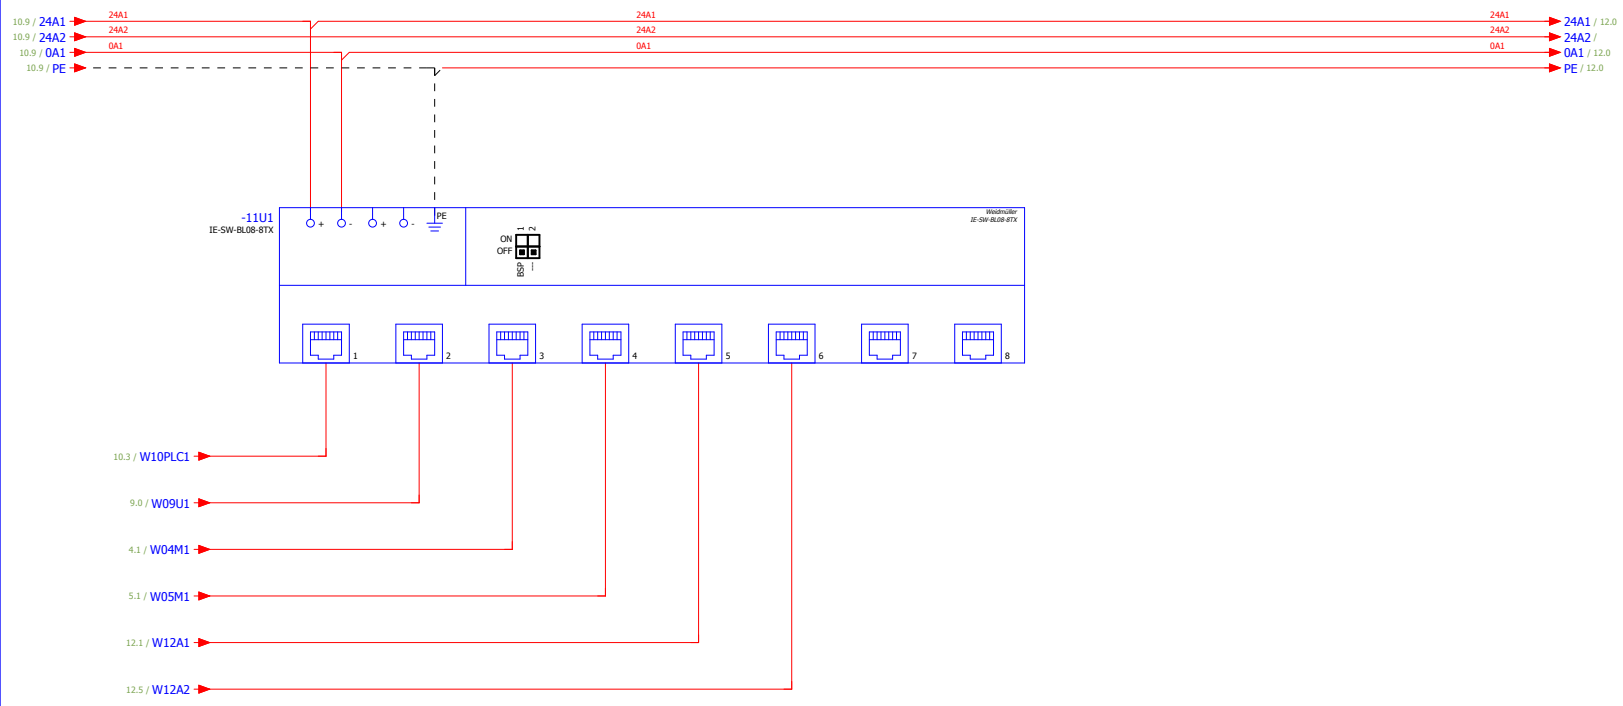 10.9 / 24A1 24A1 24A1 24A1 24A1 / 12.0
10.9 / 24A2 24A2 24A2 24A2 24A2 /
10.9 / 0A1 0A1 0A1 0A1 0A1 / 12.0
10.9 / PE PE / 12.0
-11U1
IE-SW-BL08-8TX
+ - + - PE
Weidmüller
IE-SW-BL08-8TX
1 2
ON
OFF
BSP ---
1 2 3 4 5 6 7 8
10.3 / W10PLC1
9.0 / W09U1
4.1 / W04M1
5.1 / W05M1
12.1 / W12A1
12.5 / W12A2